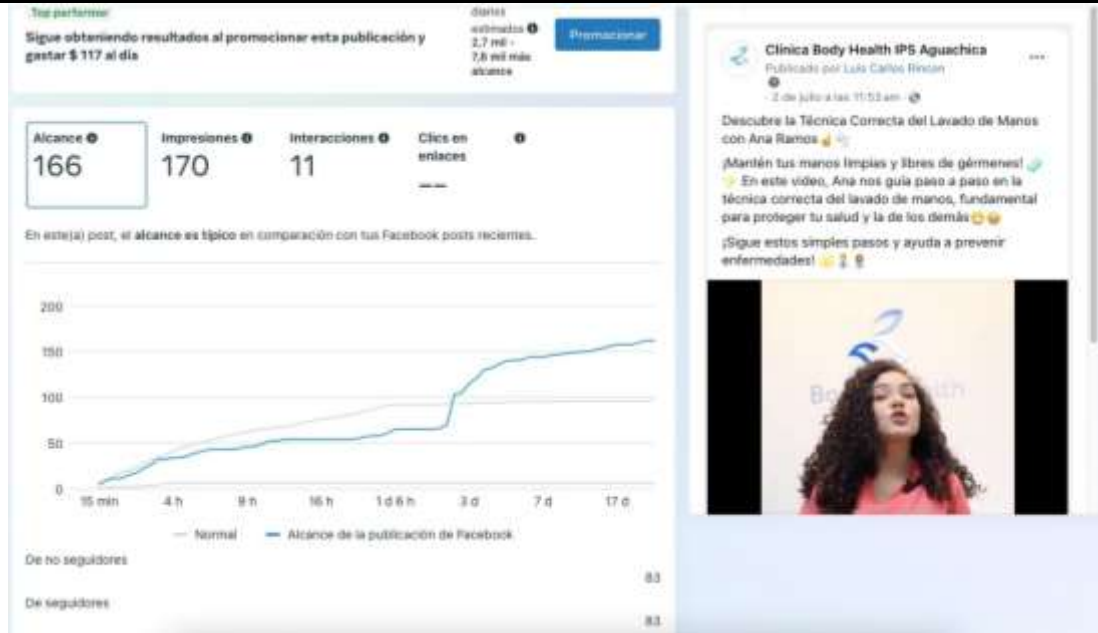 Top performer
Sigue obteniendo resultados al promocionar esta publicación y
gastar $ 117 al día
diarios
estimados
2,7 mil -
7,8 mil más
alcance
Promocionar
Alcance
166
Impresiones
170
Interacciones
11
Clics en
enlaces
--
En este(a) post, el alcance es típico en comparación con tus Facebook posts recientes.
200
150
100
50
0
15 min
4 h
9 h
16 h
1 d 6 h
3 d
7 d
17 d
Normal
Alcance de la publicación de Facebook
De no seguidores
83
De seguidores
83
Clínica Body Health IPS Aguachica
Publicado por Luis Carlos Rincon
· 2 de julio a las 11:53 am ·
Descubre la Técnica Correcta del Lavado de Manos
con Ana Ramos
¡Mantén tus manos limpias y libres de gérmenes!
En este video, Ana nos guía paso a paso en la
técnica correcta del lavado de manos, fundamental
para proteger tu salud y la de los demás
¡Sigue estos simples pasos y ayuda a prevenir
enfermedades!